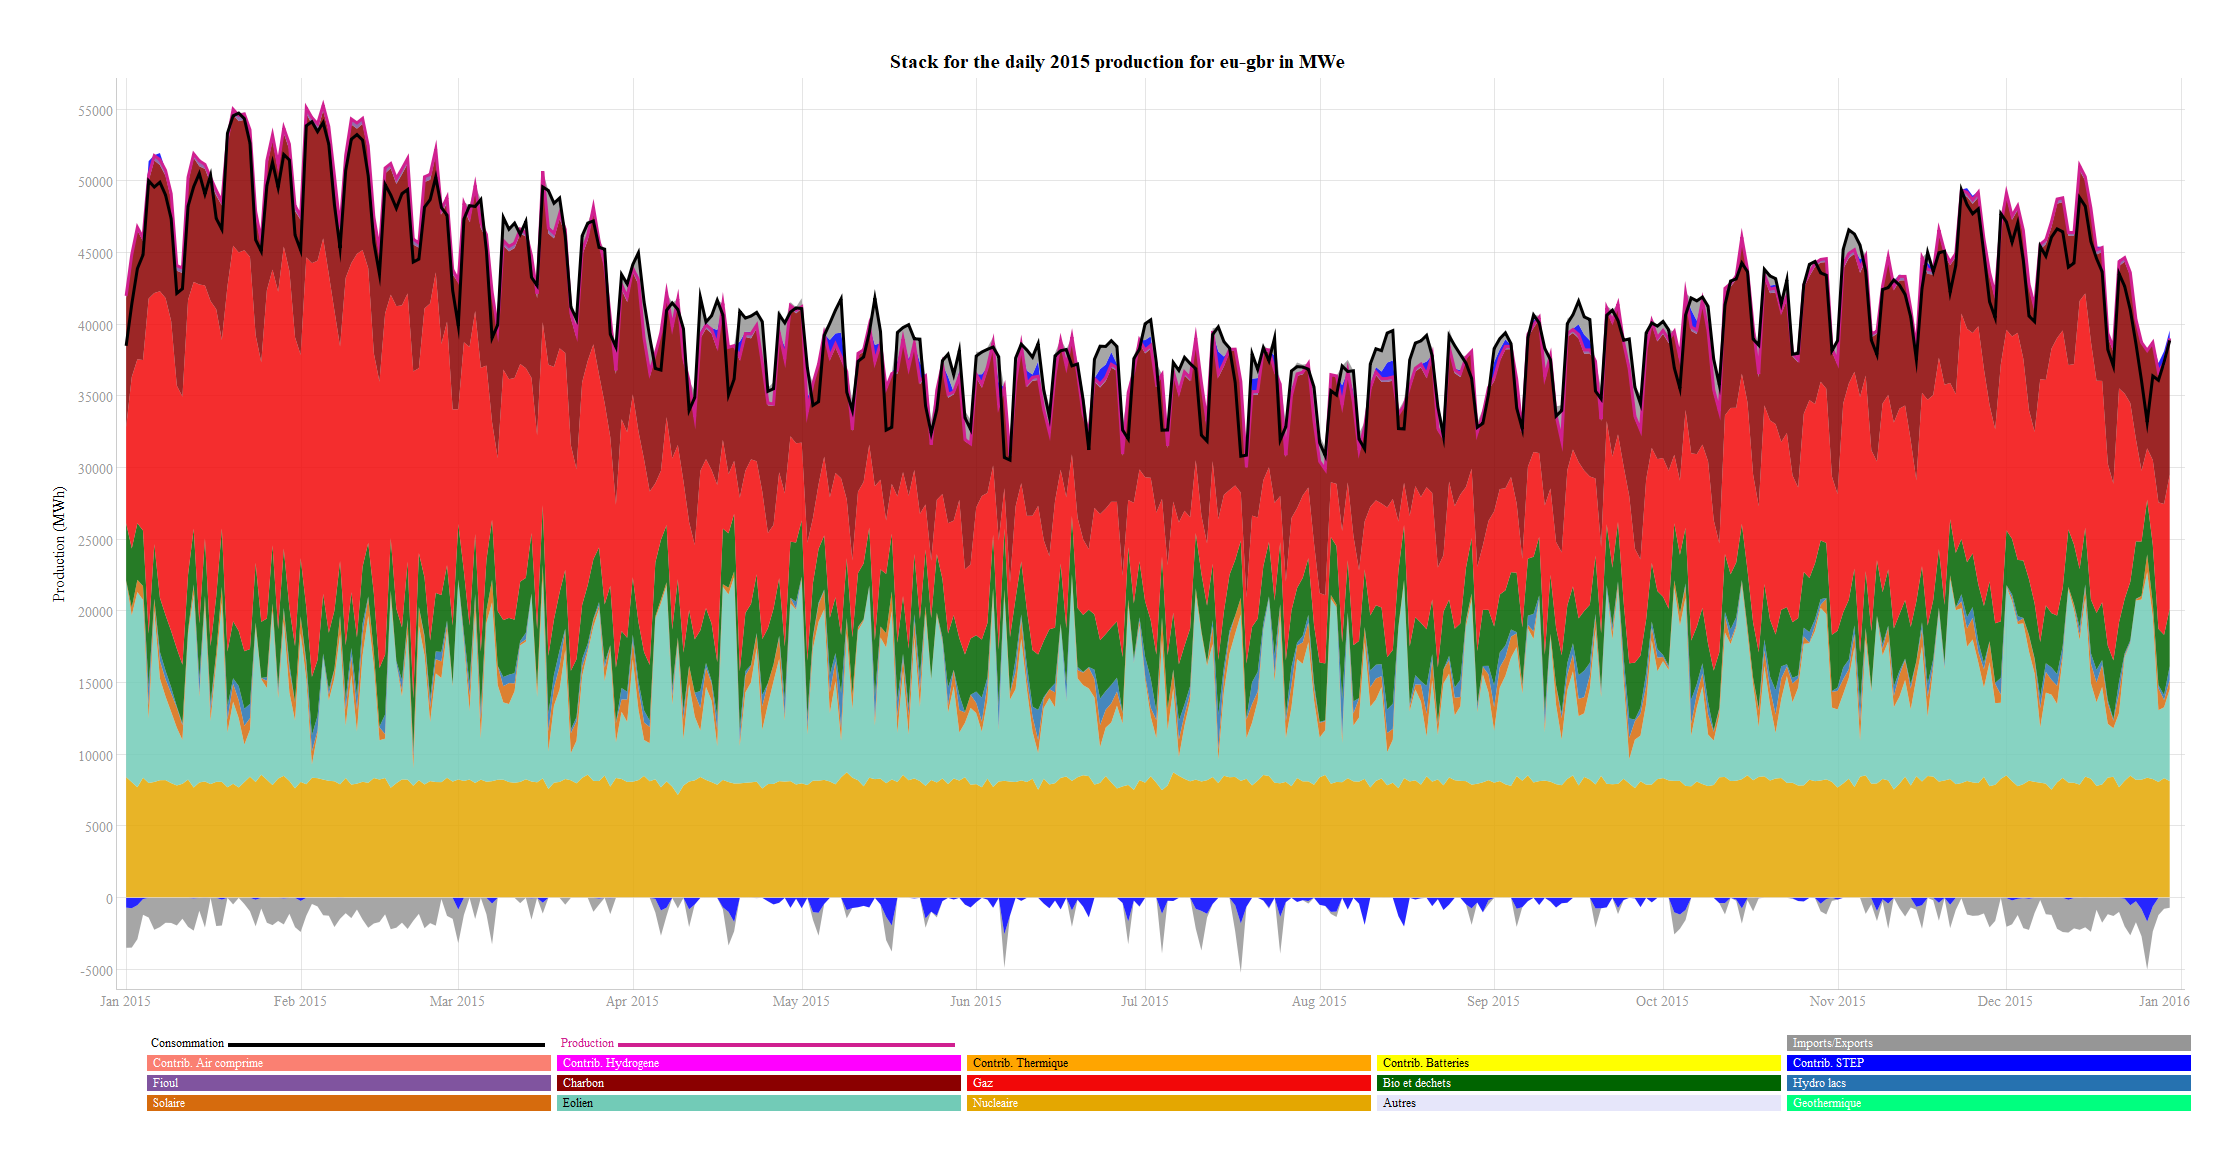 Stack for the daily 2015 production for eu-gbr in MWe
Production (MWh)
55000
50000
45000
40000
35000
30000
25000
20000
15000
10000
5000
0
-5000
Jan 2015 Feb 2015 Mar 2015 Apr 2015 May 2015 Jun 2015 Jul 2015 Aug 2015 Sep 2015 Oct 2015 Nov 2015 Dec 2015 Jan 2016
Consommation Production Imports/Exports
Contrib. Air comprime Contrib. Hydrogene Contrib. Thermique Contrib. Batteries Contrib. STEP
Fioul Charbon Gaz Bio et dechets Hydro lacs
Solaire Eolien Nucleaire Autres Geothermique